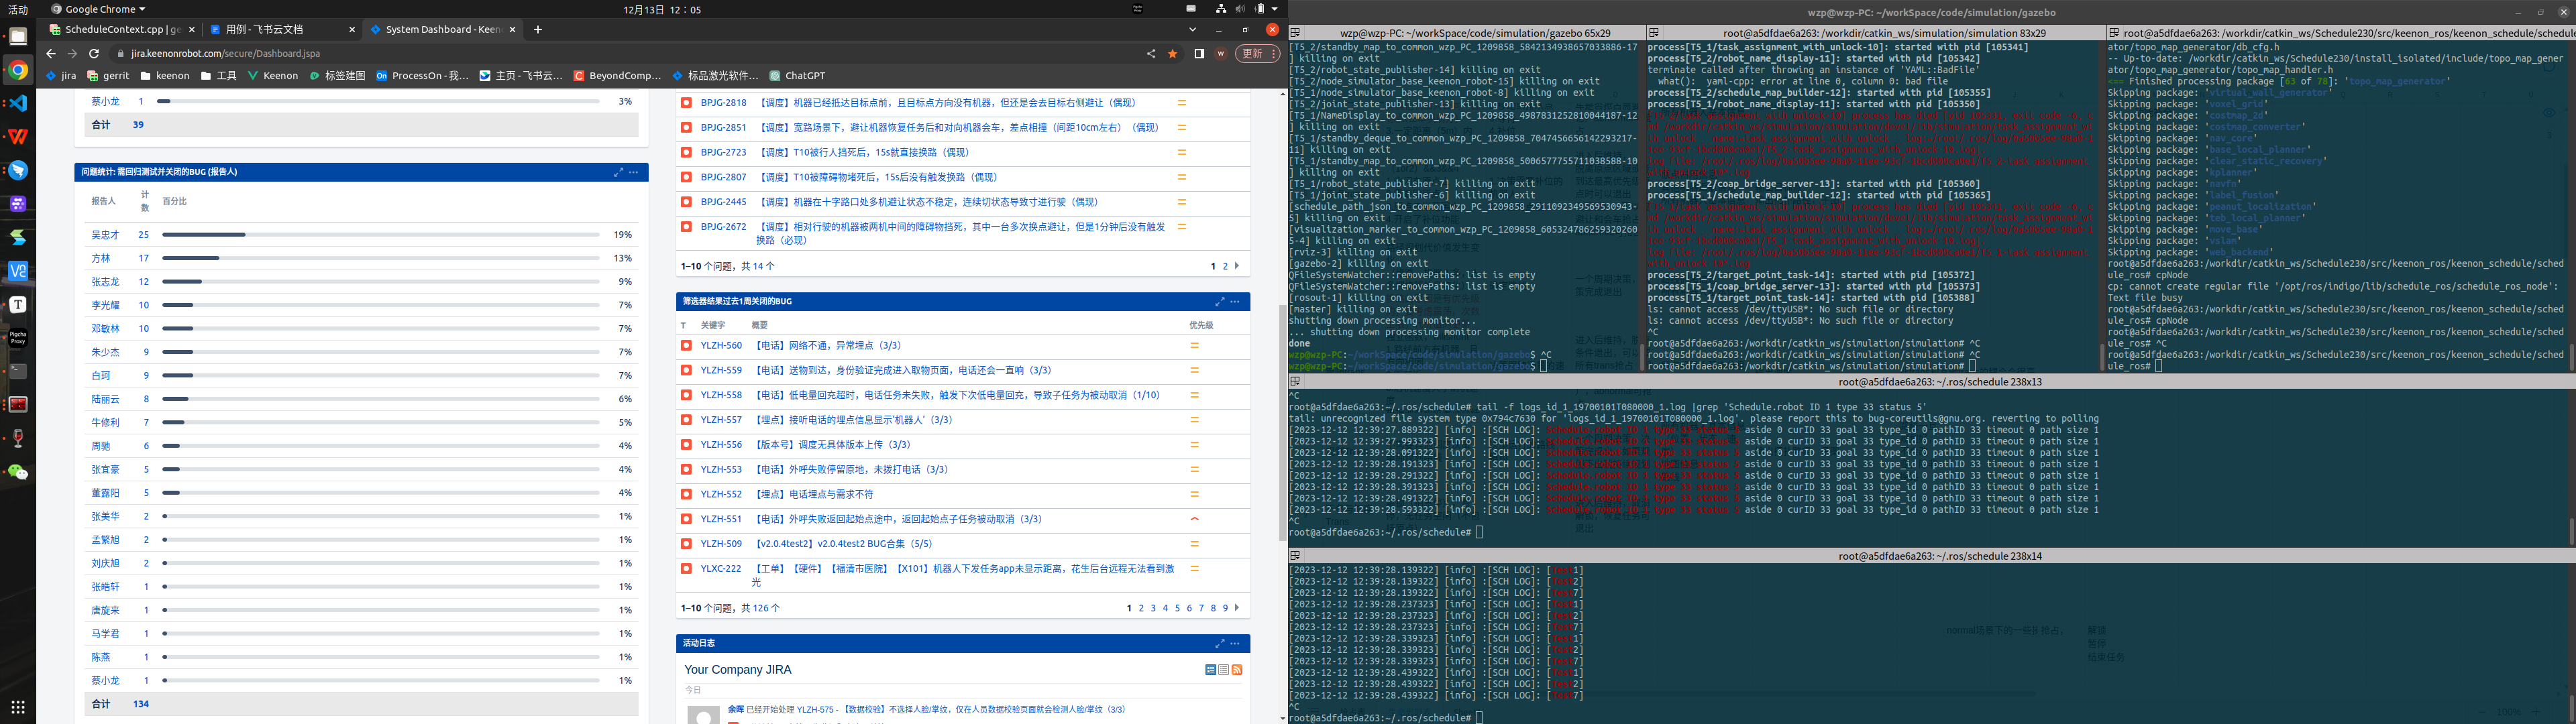 活动
Google Chrome
12月13日 12：05
ScheduleContext.cpp | ge
用例 - 飞书云文档
System Dashboard - Keen
jira.keenonrobot.com/secure/Dashboard.jspa
更新
jira
gerrit
keenon
工具
Keenon
标签建图
ProcessOn - 我…
主页 - 飞书云…
BeyondComp…
标品激光软件…
ChatGPT
蔡小龙 1 3%
合计 39
问题统计: 需回归测试并关闭的BUG (报告人)
报告人 计数 百分比
吴忠才 25 19%
方林 17 13%
张志龙 12 9%
李光耀 10 7%
邓敏林 10 7%
朱少杰 9 7%
白珂 9 7%
陆丽云 8 6%
牛修利 7 5%
周驰 6 4%
张宜豪 5 4%
董露阳 5 4%
张美华 2 1%
孟繁旭 2 1%
刘庆旭 2 1%
张皓轩 1 1%
唐旋来 1 1%
马学君 1 1%
陈燕 1 1%
蔡小龙 1 1%
合计 134
BPJG-2818 【调度】机器已经抵达目标点前，且目标点方向没有机器，但还是会去目标右侧避让（偶现）
BPJG-2851 【调度】宽路场景下，避让机器恢复任务后和对向机器会车，差点相撞（间距10cm左右）（偶现）
BPJG-2723 【调度】T10被行人挡死后，15s就直接换路（偶现）
BPJG-2807 【调度】T10被障碍物堵死后，15s后没有触发换路（偶现）
BPJG-2445 【调度】机器在十字路口处多机避让状态不稳定，连续切状态导致寸进行驶（偶现）
BPJG-2672 【调度】相对行驶的机器被两机中间的障碍物挡死，其中一台多次换点避让，但是1分钟后没有触发
换路（必现）
1–10 个问题，共 14 个
1 2
筛选器结果过去1周关闭的BUG
T 关键字 概要 优先级
YLZH-560 【电话】网络不通，异常埋点（3/3）
YLZH-559 【电话】送物到达，身份验证完成进入取物页面，电话还会一直响（3/3）
YLZH-558 【电话】低电量回充超时，电话任务未失败，触发下次低电量回充，导致子任务为被动取消（1/10）
YLZH-557 【埋点】接听电话的埋点信息显示'机器人'（3/3）
YLZH-556 【版本号】调度无具体版本上传（3/3）
YLZH-553 【电话】外呼失败停留原地，未拨打电话（3/3）
YLZH-552 【埋点】电话埋点与需求不符
YLZH-551 【电话】外呼失败返回起始点途中，返回起始点子任务被动取消（3/3）
YLZH-509 【v2.0.4test2】v2.0.4test2 BUG合集（5/5）
YLXC-222 【工单】【硬件】【福清市医院】【X101】机器人下发任务app未显示距离，花生后台远程无法看到激
光
1–10 个问题，共 126 个
1 2 3 4 5 6 7 8 9
活动日志
Your Company JIRA
今日
余晖 已经开始处理 YLZH-575 - 【数据校验】不选择人脸/掌纹，仅在人员数据校验页面就会检测人脸/掌纹（3/3）
wzp@wzp-PC: ~/workSpace/code/simulation/gazebo
wzp@wzp-PC: ~/workSpace/code/simulation/gazebo 65x29
[T5_2/standby_map_to_common_wzp_PC_1209858_5842134938657033886-17
] killing on exit
[T5_2/robot_state_publisher-14] killing on exit
[T5_2/node_simulator_base_keenon_robot-15] killing on exit
[T5_1/node_simulator_base_keenon_robot-8] killing on exit
[T5_2/joint_state_publisher-13] killing on exit
[T5_1/NameDisplay_to_common_wzp_PC_1209858_4987831252810044187-12
] killing on exit
[T5_1/standby_deque_to_common_wzp_PC_1209858_7047456656142293217-
11] killing on exit
[T5_1/standby_map_to_common_wzp_PC_1209858_5006577755711038588-10
] killing on exit
[T5_1/robot_state_publisher-7] killing on exit
[T5_1/joint_state_publisher-6] killing on exit
[schedule_path_json_to_common_wzp_PC_1209858_2911092349569530943-
5] killing on exit
[visualization_marker_to_common_wzp_PC_1209858_605324786259320260
5-4] killing on exit
[rviz-3] killing on exit
[gazebo-2] killing on exit
QFileSystemWatcher::removePaths: list is empty
QFileSystemWatcher::removePaths: list is empty
[rosout-1] killing on exit
[master] killing on exit
shutting down processing monitor...
... shutting down processing monitor complete
done
wzp@wzp-PC:~/workSpace/code/simulation/gazebo$ ^C
wzp@wzp-PC:~/workSpace/code/simulation/gazebo$
root@a5dfdae6a263: /workdir/catkin_ws/simulation/simulation 83x29
process[T5_1/task_assignment_with_unlock-10]: started with pid [105341]
process[T5_2/robot_name_display-11]: started with pid [105342]
terminate called after throwing an instance of 'YAML::BadFile'
what(): yaml-cpp: error at line 0, column 0: bad file
process[T5_2/schedule_map_builder-12]: started with pid [105355]
process[T5_1/robot_name_display-11]: started with pid [105350]
process[T5_2/coap_bridge_server-13]: started with pid [105360]
process[T5_1/schedule_map_builder-12]: started with pid [105365]
process[T5_2/target_point_task-14]: started with pid [105372]
process[T5_1/coap_bridge_server-13]: started with pid [105373]
process[T5_1/target_point_task-14]: started with pid [105388]
ls: cannot access /dev/ttyUSB*: No such file or directory
ls: cannot access /dev/ttyUSB*: No such file or directory
^C
root@a5dfdae6a263:/workdir/catkin_ws/simulation/simulation# ^C
root@a5dfdae6a263:/workdir/catkin_ws/simulation/simulation# ^C
root@a5dfdae6a263:/workdir/catkin_ws/simulation/simulation#
root@a5dfdae6a263: /workdir/catkin_ws/Schedule230/src/keenon_ros/keenon_schedule/sched
ator/topo_map_generator/db_cfg.h
-- Up-to-date: /workdir/catkin_ws/Schedule230/install_isolated/include/topo_map_gener
ator/topo_map_generator/topo_map_handler.h
<== Finished processing package [63 of 78]: 'topo_map_generator'
Skipping package: 'virtual_wall_generator'
Skipping package: 'voxel_grid'
Skipping package: 'costmap_2d'
Skipping package: 'costmap_converter'
Skipping package: 'nav_core'
Skipping package: 'base_local_planner'
Skipping package: 'clear_static_recovery'
Skipping package: 'kplanner'
Skipping package: 'navfn'
Skipping package: 'label_fusion'
Skipping package: 'peanut_localization'
Skipping package: 'teb_local_planner'
Skipping package: 'move_base'
Skipping package: 'vslam'
Skipping package: 'web_backend'
root@a5dfdae6a263:/workdir/catkin_ws/Schedule230/src/keenon_ros/keenon_schedule/sched
ule_ros# cpNode
cp: cannot create regular file '/opt/ros/indigo/lib/schedule_ros/schedule_ros_node':
Text file busy
root@a5dfdae6a263:/workdir/catkin_ws/Schedule230/src/keenon_ros/keenon_schedule/sched
ule_ros# cpNode
root@a5dfdae6a263:/workdir/catkin_ws/Schedule230/src/keenon_ros/keenon_schedule/sched
ule_ros# ^C
root@a5dfdae6a263:/workdir/catkin_ws/Schedule230/src/keenon_ros/keenon_schedule/sched
ule_ros#
root@a5dfdae6a263: ~/.ros/schedule 238x13
^C
root@a5dfdae6a263:~/.ros/schedule# tail -f logs_id_1_19700101T080000_1.log |grep 'Schedule.robot ID 1 type 33 status 5'
tail: unrecognized file system type 0x794c7630 for 'logs_id_1_19700101T080000_1.log'. please report this to bug-coreutils@gnu.org. reverting to polling
[2023-12-12 12:39:27.889322] [info] :[SCH LOG]: Schedule.robot ID 1 type 33 status 5 aside 0 curID 33 goal 33 type_id 0 pathID 33 timeout 0 path size 1
[2023-12-12 12:39:27.993323] [info] :[SCH LOG]: Schedule.robot ID 1 type 33 status 5 aside 0 curID 33 goal 33 type_id 0 pathID 33 timeout 0 path size 1
[2023-12-12 12:39:28.091322] [info] :[SCH LOG]: Schedule.robot ID 1 type 33 status 5 aside 0 curID 33 goal 33 type_id 0 pathID 33 timeout 0 path size 1
[2023-12-12 12:39:28.191323] [info] :[SCH LOG]: Schedule.robot ID 1 type 33 status 5 aside 0 curID 33 goal 33 type_id 0 pathID 33 timeout 0 path size 1
[2023-12-12 12:39:28.291322] [info] :[SCH LOG]: Schedule.robot ID 1 type 33 status 5 aside 0 curID 33 goal 33 type_id 0 pathID 33 timeout 0 path size 1
[2023-12-12 12:39:28.391323] [info] :[SCH LOG]: Schedule.robot ID 1 type 33 status 5 aside 0 curID 33 goal 33 type_id 0 pathID 33 timeout 0 path size 1
[2023-12-12 12:39:28.491322] [info] :[SCH LOG]: Schedule.robot ID 1 type 33 status 5 aside 0 curID 33 goal 33 type_id 0 pathID 33 timeout 0 path size 1
[2023-12-12 12:39:28.593322] [info] :[SCH LOG]: Schedule.robot ID 1 type 33 status 5 aside 0 curID 33 goal 33 type_id 0 pathID 33 timeout 0 path size 1
^C
root@a5dfdae6a263:~/.ros/schedule#
root@a5dfdae6a263: ~/.ros/schedule 238x14
[2023-12-12 12:39:28.139322] [info] :[SCH LOG]: [Test1]
[2023-12-12 12:39:28.139322] [info] :[SCH LOG]: [Test2]
[2023-12-12 12:39:28.139322] [info] :[SCH LOG]: [Test7]
[2023-12-12 12:39:28.237323] [info] :[SCH LOG]: [Test1]
[2023-12-12 12:39:28.237323] [info] :[SCH LOG]: [Test2]
[2023-12-12 12:39:28.237323] [info] :[SCH LOG]: [Test7]
[2023-12-12 12:39:28.339323] [info] :[SCH LOG]: [Test1]
[2023-12-12 12:39:28.339323] [info] :[SCH LOG]: [Test2]
[2023-12-12 12:39:28.339323] [info] :[SCH LOG]: [Test7]
[2023-12-12 12:39:28.439322] [info] :[SCH LOG]: [Test1]
[2023-12-12 12:39:28.439322] [info] :[SCH LOG]: [Test2]
[2023-12-12 12:39:28.439322] [info] :[SCH LOG]: [Test7]
^C
root@a5dfdae6a263:~/.ros/schedule#